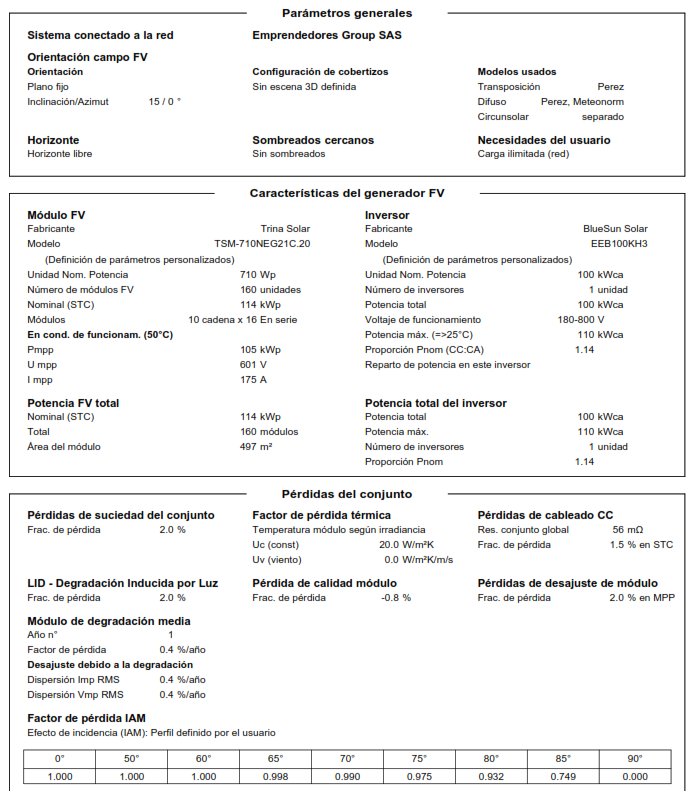 Parámetros generales
Sistema conectado a la red Emprendedores Group SAS
Orientación campo FV
Orientación Configuración de cobertizos Modelos usados
Plano fijo Sin escena 3D definida Transposición Perez
Inclinación/Azimut 15 / 0 ° Difuso Perez, Meteonorm
Circunsolar separado
Horizonte Sombreados cercanos Necesidades del usuario
Horizonte libre Sin sombreados Carga ilimitada (red)
Características del generador FV
Módulo FV Inversor
Fabricante Trina Solar Fabricante BlueSun Solar
Modelo TSM-710NEG21C.20 Modelo EEB100KH3
(Definición de parámetros personalizados) (Definición de parámetros personalizados)
Unidad Nom. Potencia 710 Wp Unidad Nom. Potencia 100 kWca
Número de módulos FV 160 unidades Número de inversores 1 unidad
Nominal (STC) 114 kWp Potencia total 100 kWca
Módulos 10 cadena x 16 En serie Voltaje de funcionamiento 180-800 V
En cond. de funcionam. (50°C) Potencia máx. (=>25°C) 110 kWca
Pmpp 105 kWp Proporción Pnom (CC:CA) 1.14
U mpp 601 V Reparto de potencia en este inversor
I mpp 175 A
Potencia FV total Potencia total del inversor
Nominal (STC) 114 kWp Potencia total 100 kWca
Total 160 módulos Potencia máx. 110 kWca
Área del módulo 497 m² Número de inversores 1 unidad
Proporción Pnom 1.14
Pérdidas del conjunto
Pérdidas de suciedad del conjunto Factor de pérdida térmica Pérdidas de cableado CC
Frac. de pérdida 2.0 % Temperatura módulo según irradiancia Res. conjunto global 56 mΩ
Uc (const) 20.0 W/m²K Frac. de pérdida 1.5 % en STC
Uv (viento) 0.0 W/m²K/m/s
LID - Degradación Inducida por Luz Pérdida de calidad módulo Pérdidas de desajuste de módulo
Frac. de pérdida 2.0 % Frac. de pérdida -0.8 % Frac. de pérdida 2.0 % en MPP
Módulo de degradación media
Año n° 1
Factor de pérdida 0.4 %/año
Desajuste debido a la degradación
Dispersión Imp RMS 0.4 %/año
Dispersión Vmp RMS 0.4 %/año
Factor de pérdida IAM
Efecto de incidencia (IAM): Perfil definido por el usuario
0° 50° 60° 65° 70° 75° 80° 85° 90°
1.000 1.000 1.000 0.998 0.990 0.975 0.932 0.749 0.000